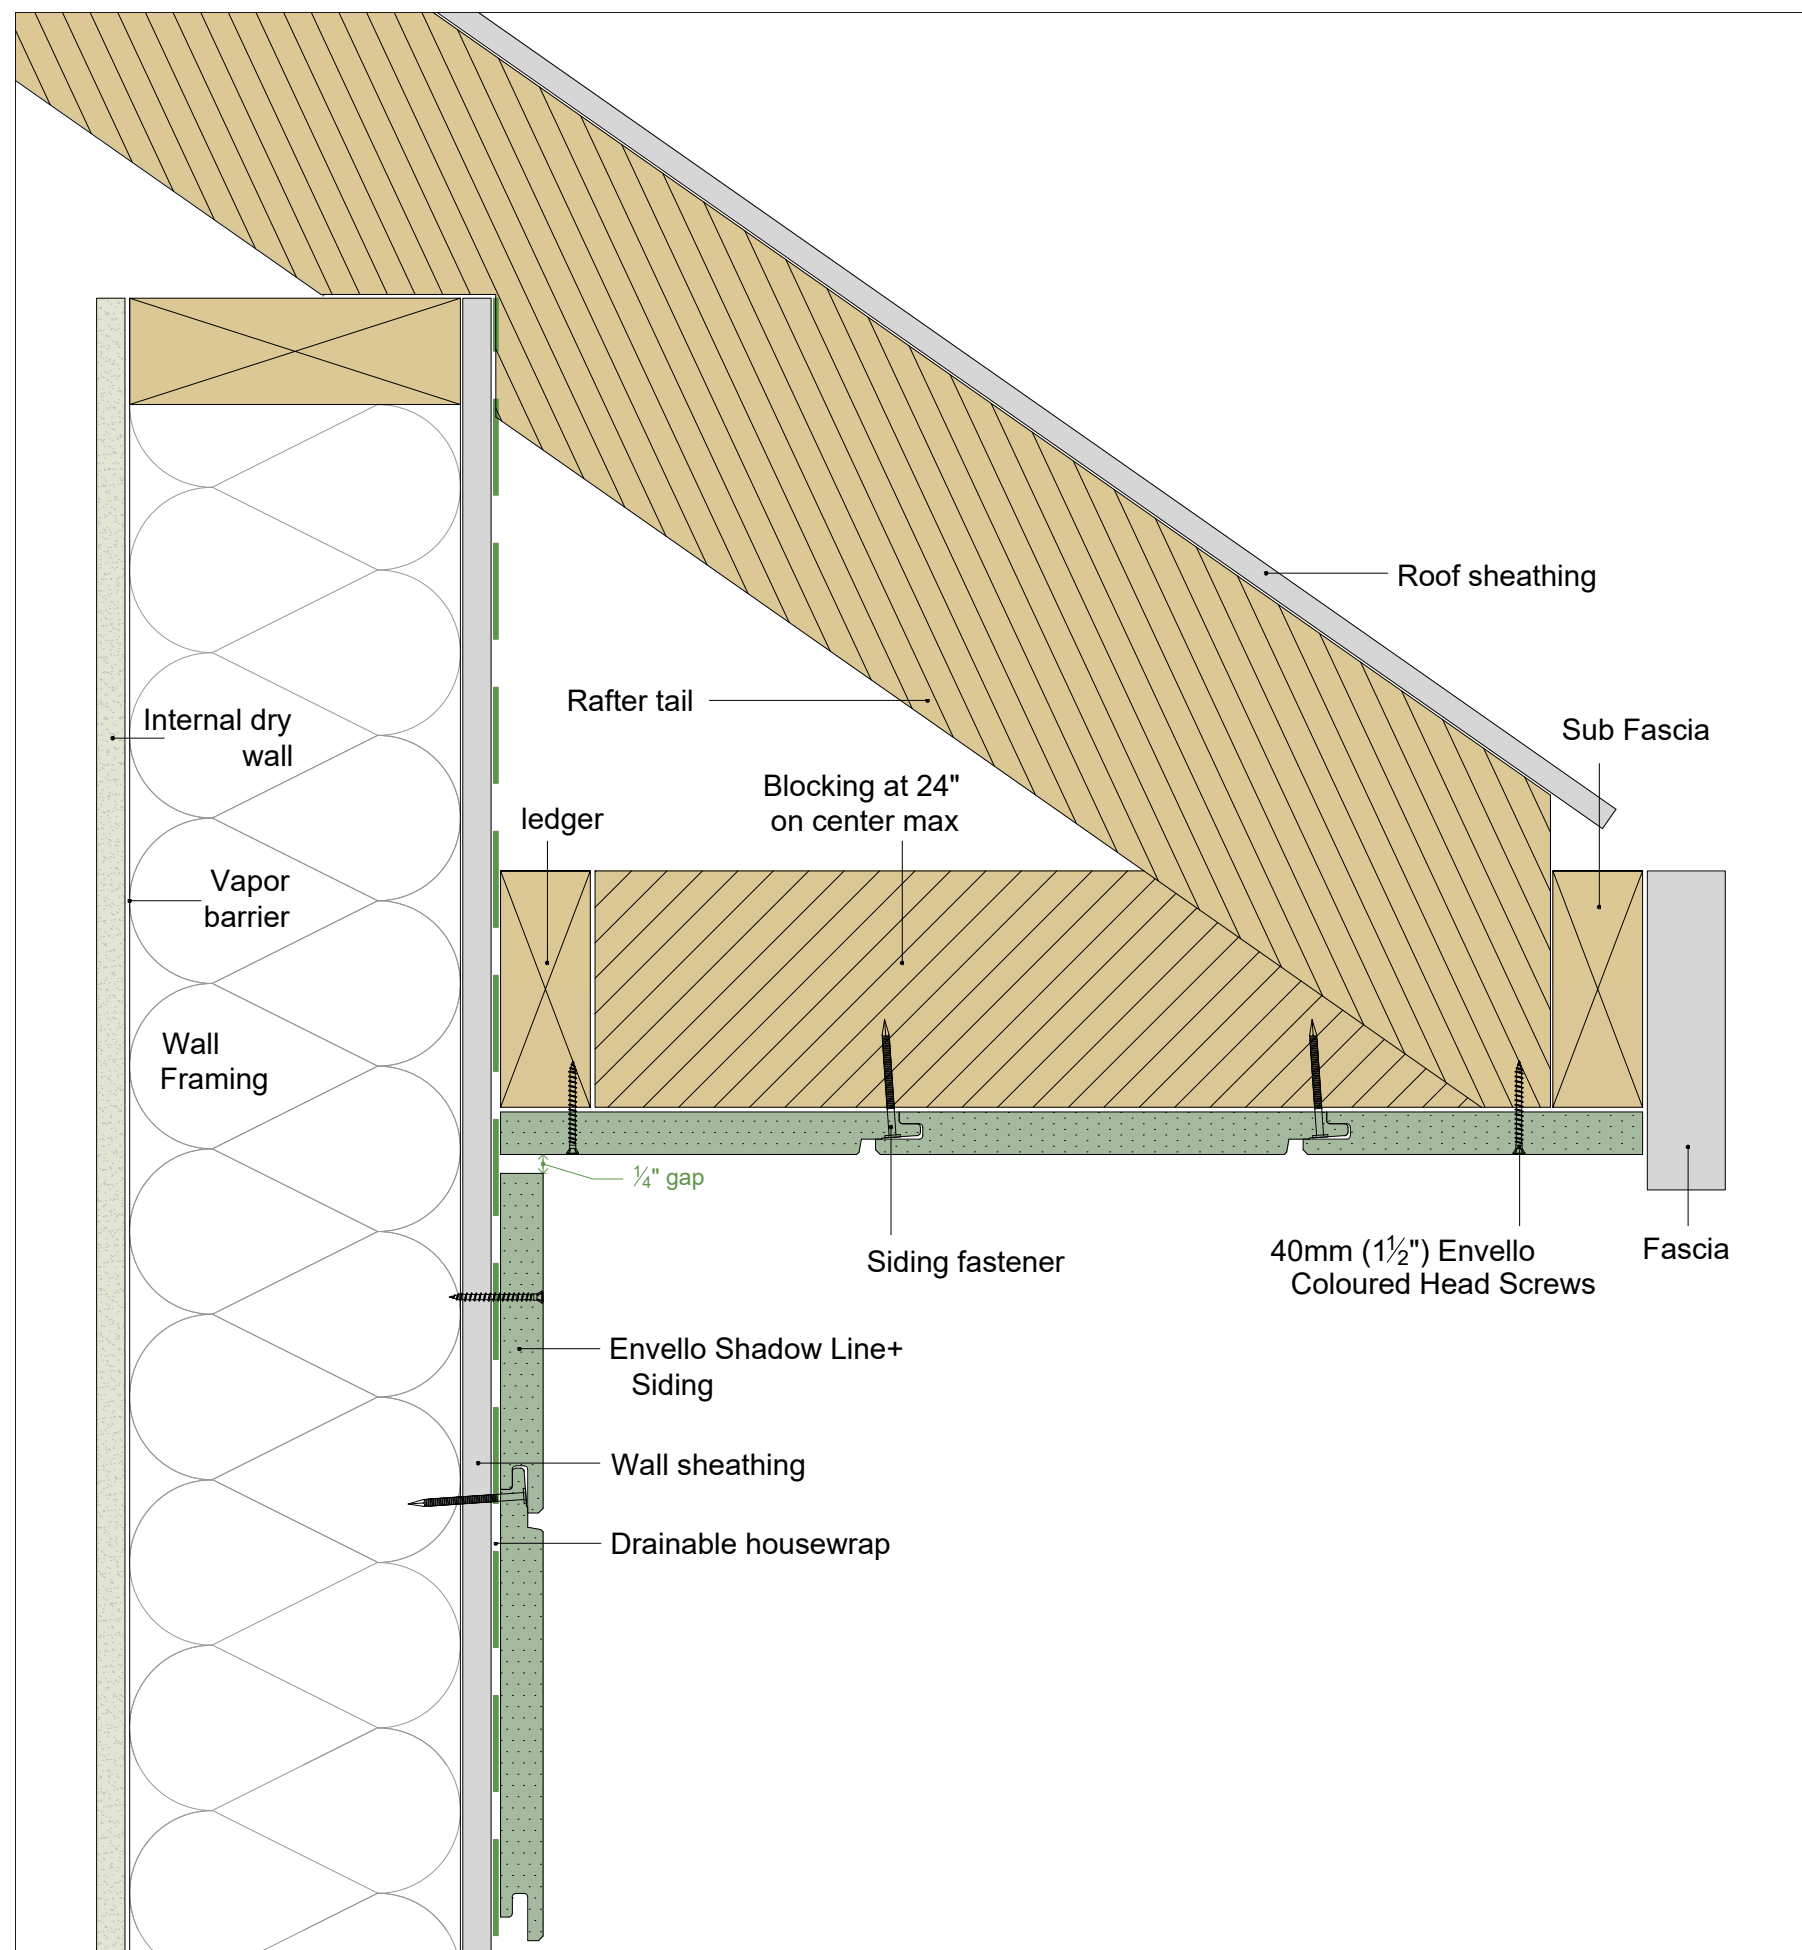 Roof sheathing
Rafter tail
Internal dry
wall
Sub Fascia
Blocking at 24"
on center max
ledger
Vapor
barrier
Wall
Framing
¼" gap
Siding fastener
40mm (1½") Envello
Coloured Head Screws
Fascia
Envello Shadow Line+
Siding
Wall sheathing
Drainable housewrap